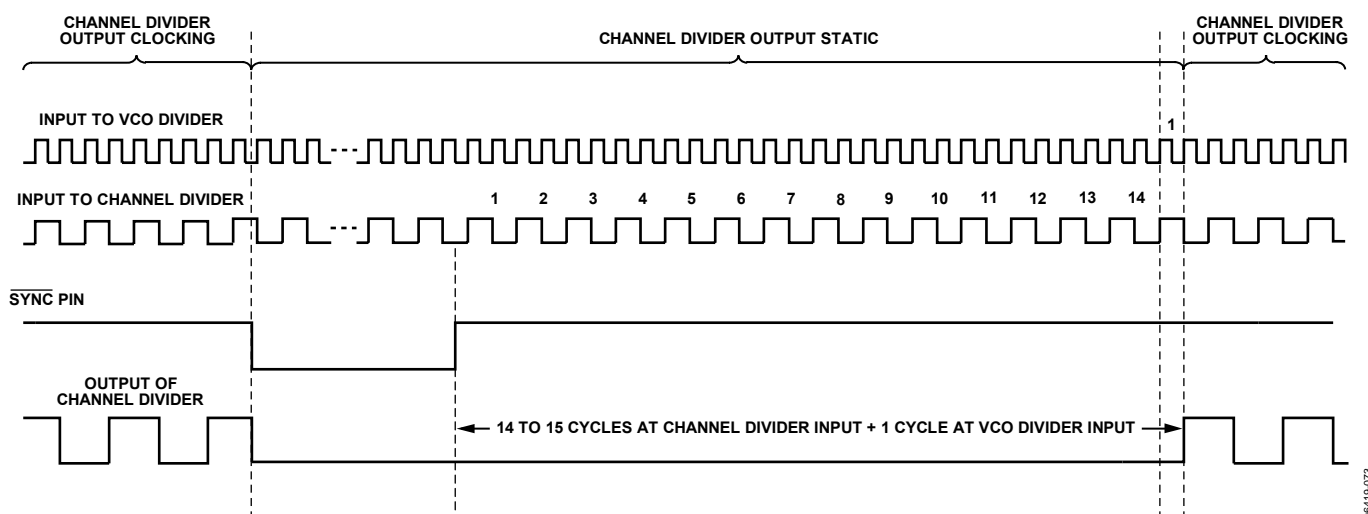 CHANNEL DIVIDER
OUTPUT CLOCKING
CHANNEL DIVIDER OUTPUT STATIC
CHANNEL DIVIDER
OUTPUT CLOCKING
INPUT TO VCO DIVIDER
1
INPUT TO CHANNEL DIVIDER
1 2 3 4 5 6 7 8 9 10 11 12 13 14
SYNC PIN
OUTPUT OF
CHANNEL DIVIDER
14 TO 15 CYCLES AT CHANNEL DIVIDER INPUT + 1 CYCLE AT VCO DIVIDER INPUT